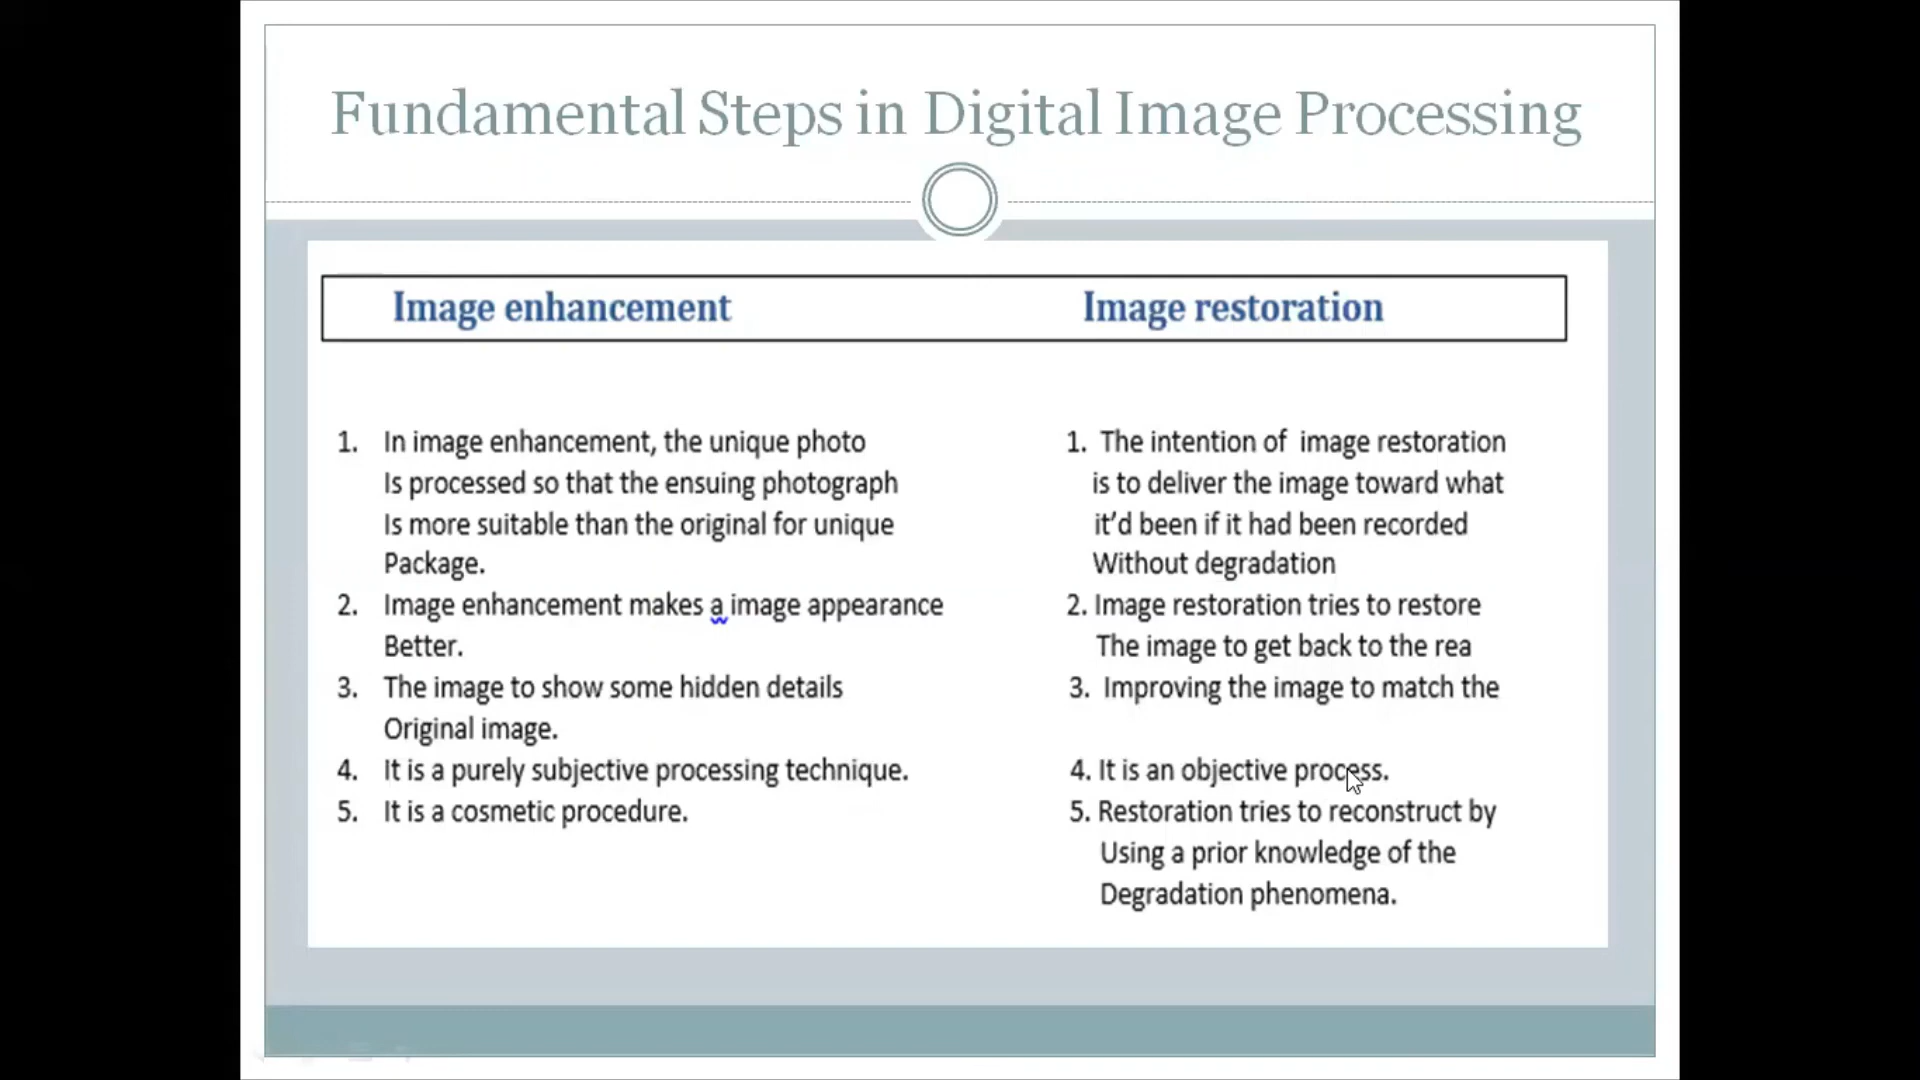 Fundamental Steps in Digital Image Processing
Image enhancement
Image restoration
1. In image enhancement, the unique photo
Is processed so that the ensuing photograph
Is more suitable than the original for unique
Package.
2. Image enhancement makes a image appearance
Better.
3. The image to show some hidden details
Original image.
4. It is a purely subjective processing technique.
5. It is a cosmetic procedure.
1. The intention of image restoration
is to deliver the image toward what
it’d been if it had been recorded
Without degradation
2. Image restoration tries to restore
The image to get back to the rea
3. Improving the image to match the
4. It is an objective process.
5. Restoration tries to reconstruct by
Using a prior knowledge of the
Degradation phenomena.